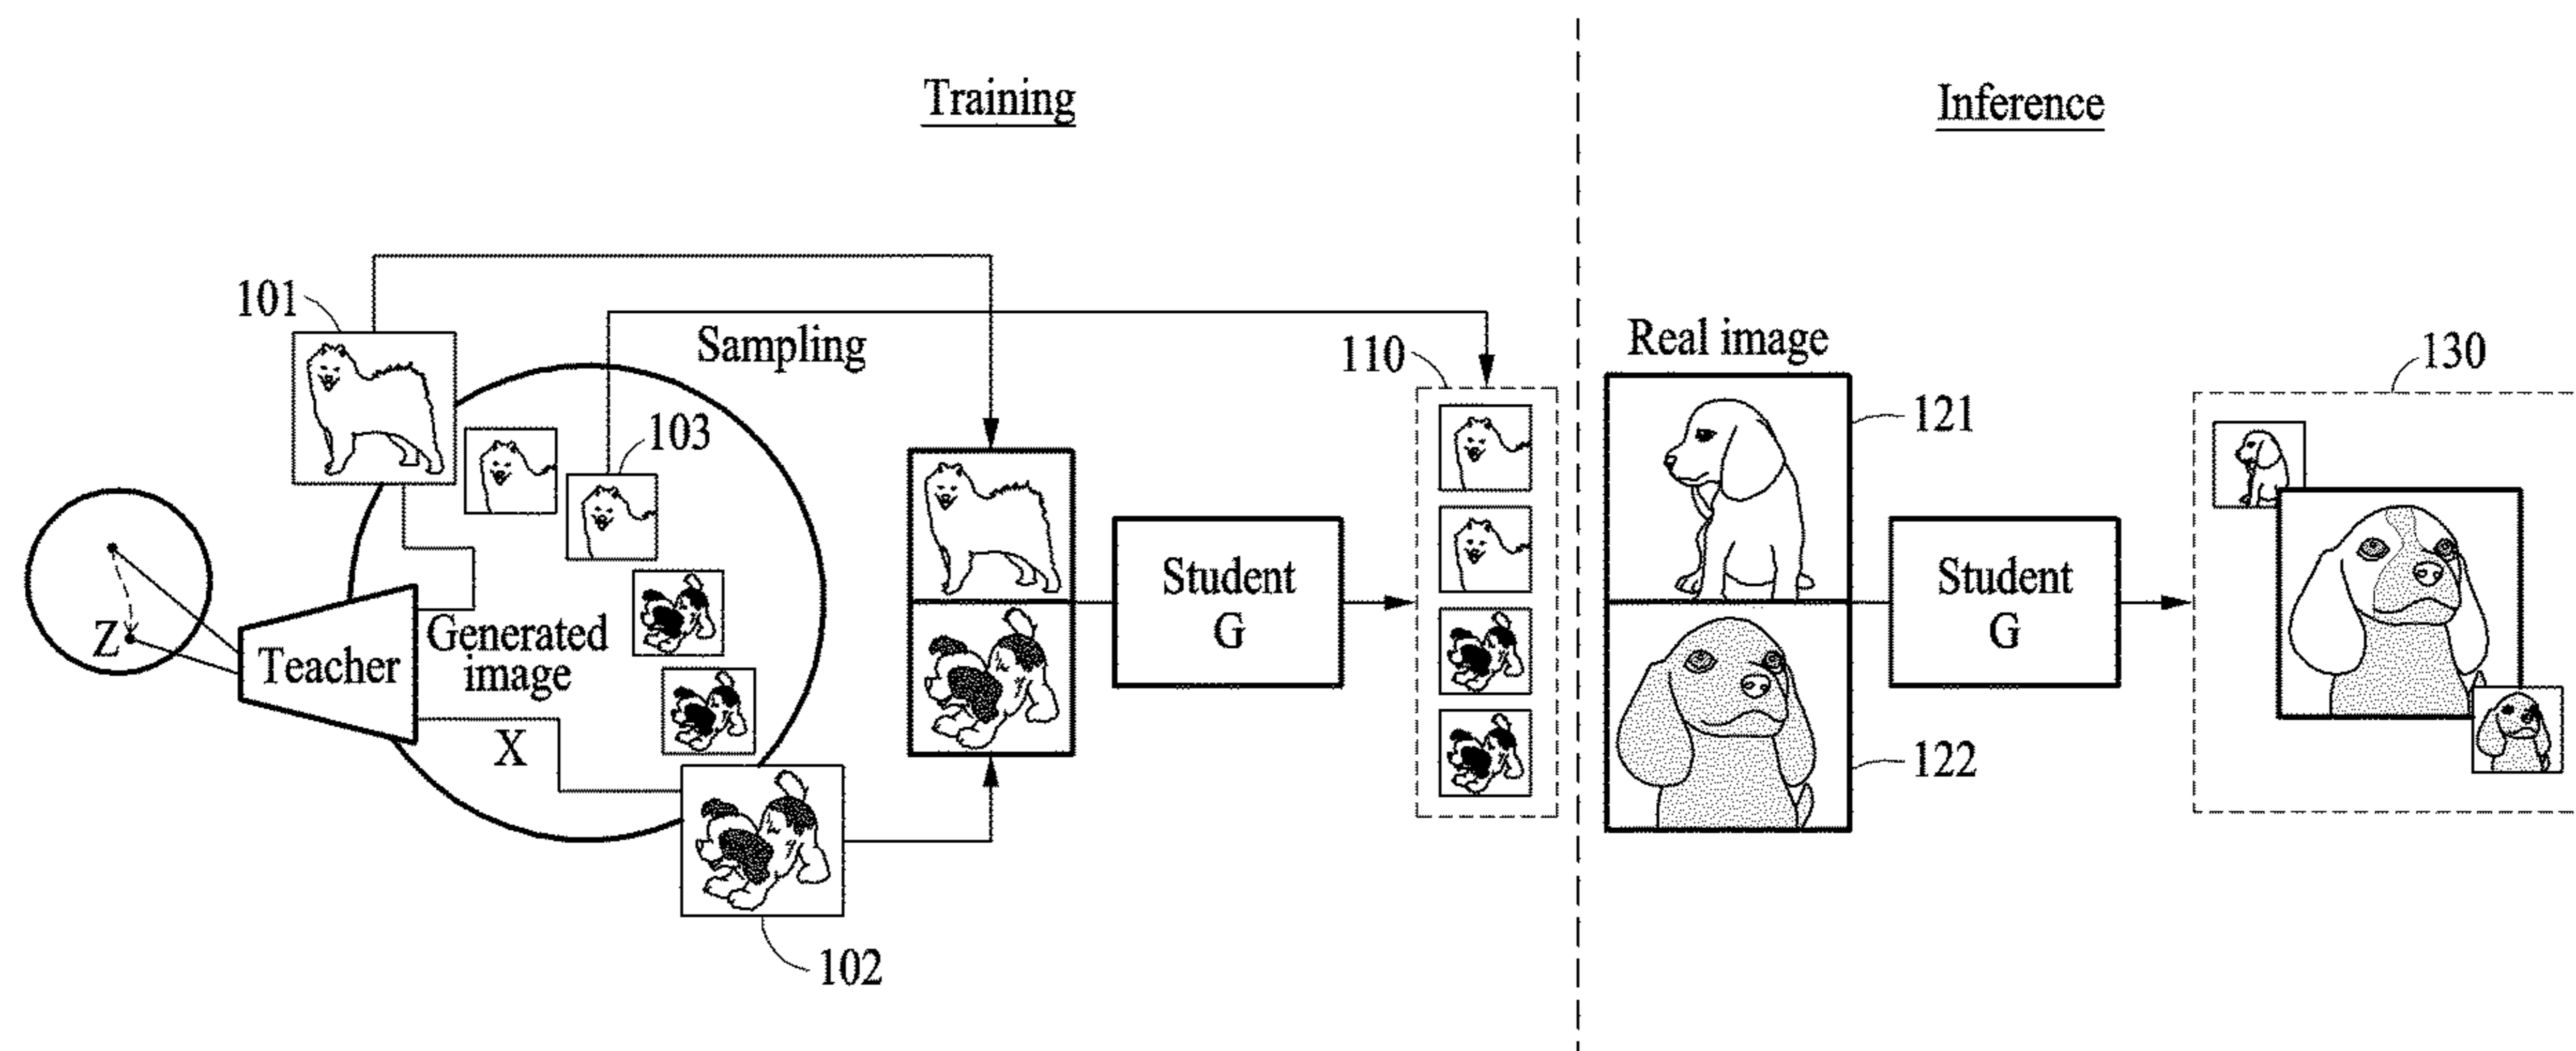 Training
Inference
101
Sampling
110
Real image
130
103
121
Student
G
Student
G
Z
Teacher
Generated
image
X
122
102